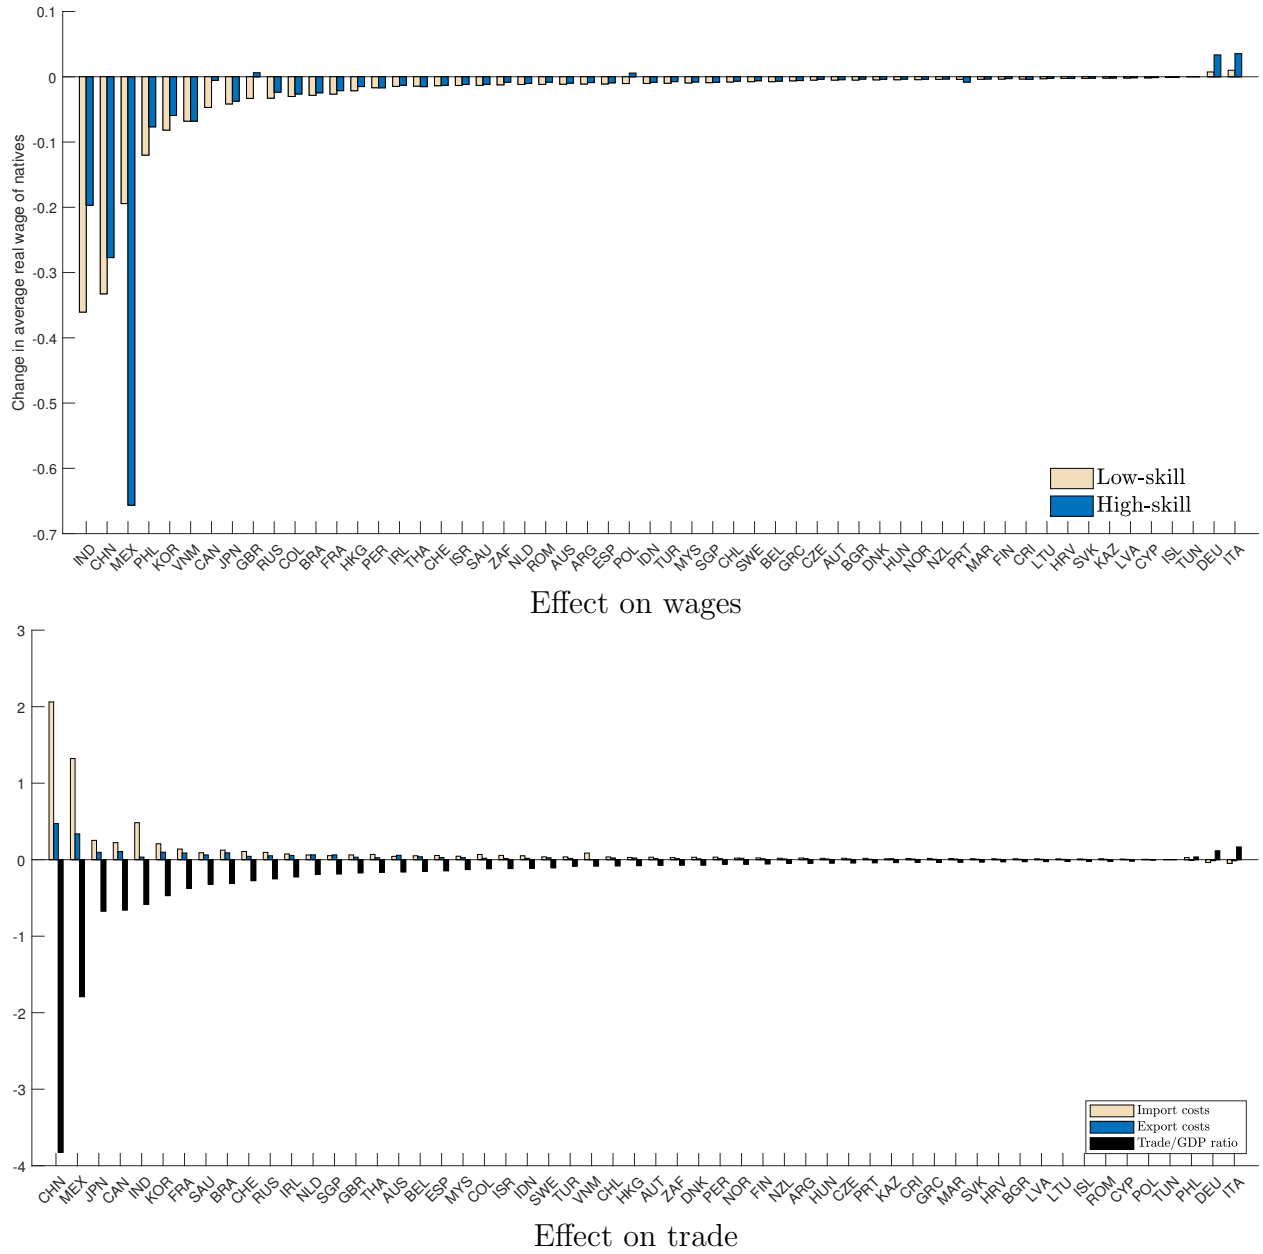 0.1
0
-0.1
-0.2
-0.3
-0.4
-0.5
-0.6
-0.7
Change in average real wage of natives
Low-skill
High-skill
IND CHN MEX PHL KOR VNM CAN JPN GBR RUS COL BRA FRA HKG PER IRL THA CHE ISR SAU ZAF NLD ROM AUS ARG ESP POL IDN TUR MYS SGP CHL SWE BEL GRC CZE AUT BGR DNK HUN NOR NZL PRT MAR FIN CRI LTU HRV SVK KAZ LVA CYP ISL TUN DEU ITA
Effect on wages
3
2
1
0
-1
-2
-3
-4
Import costs
Export costs
Trade/GDP ratio
CHN MEX JPN CAN IND KOR FRA SAU BRA CHE RUS IRL NLD SGP GBR THA AUS BEL ESP MYS COL ISR IDN SWE TUR VNM CHL HKG AUT ZAF DNK PER NOR FIN NZL ARG HUN CZE PRT KAZ CRI GRC MAR SVK HRV BGR LVA LTU ISL ROM CYP POL TUN PHL DEU ITA
Effect on trade